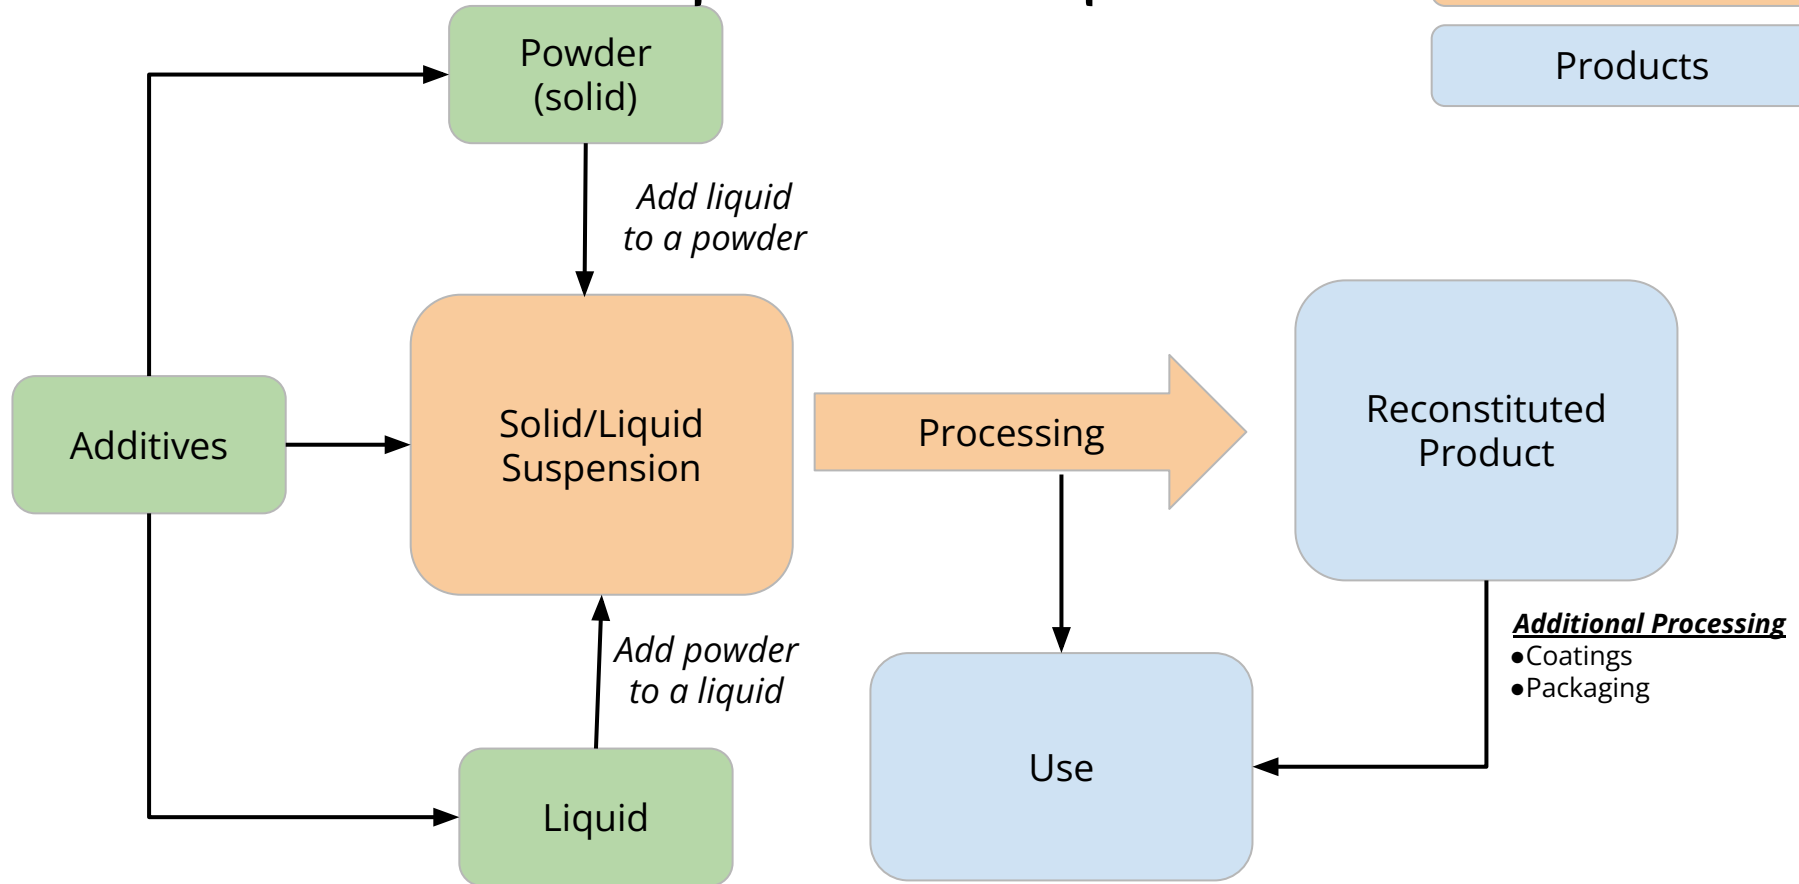 Powder
(solid)
Products
Add liquid
to a powder
Additives
Solid/Liquid
Suspension
Processing
Reconstituted
Product
Add powder
to a liquid
Additional Processing
●Coatings
●Packaging
Use
Liquid